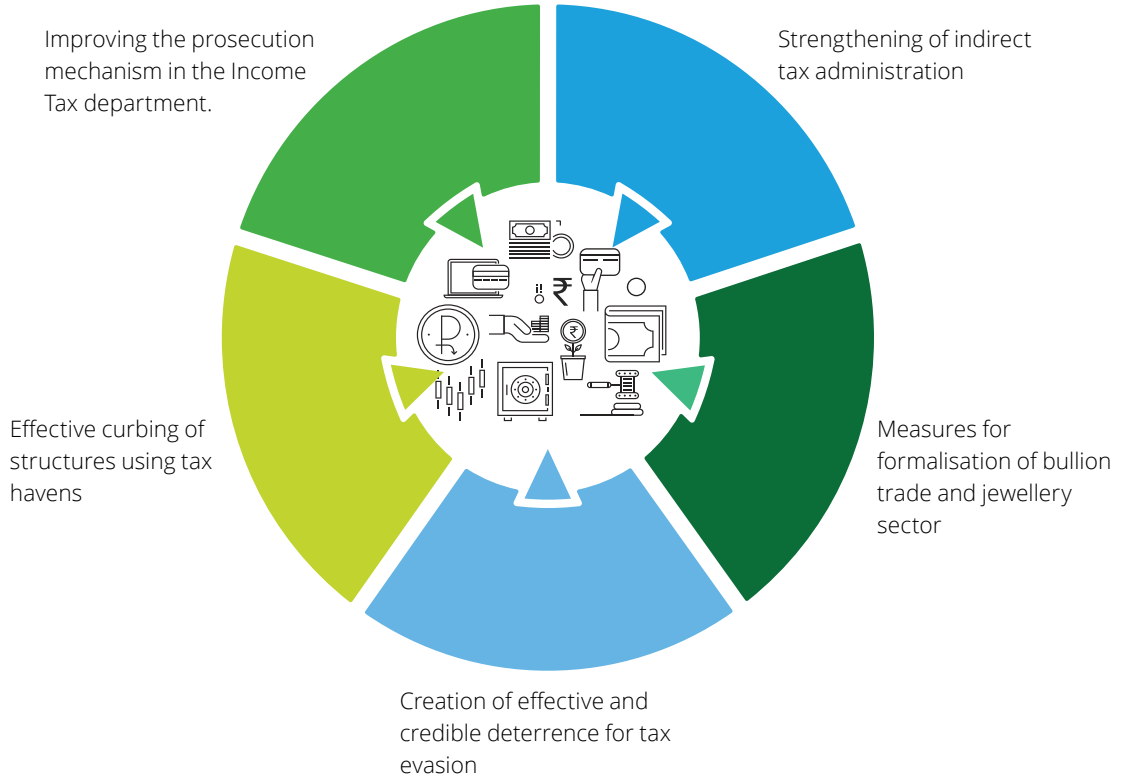 Improving the prosecution
mechanism in the Income
Tax department.
Strengthening of indirect
tax administration
₹
₹
Effective curbing of
structures using tax
havens
Measures for
formalisation of bullion
trade and jewellery
sector
Creation of effective and
credible deterrence for tax
evasion